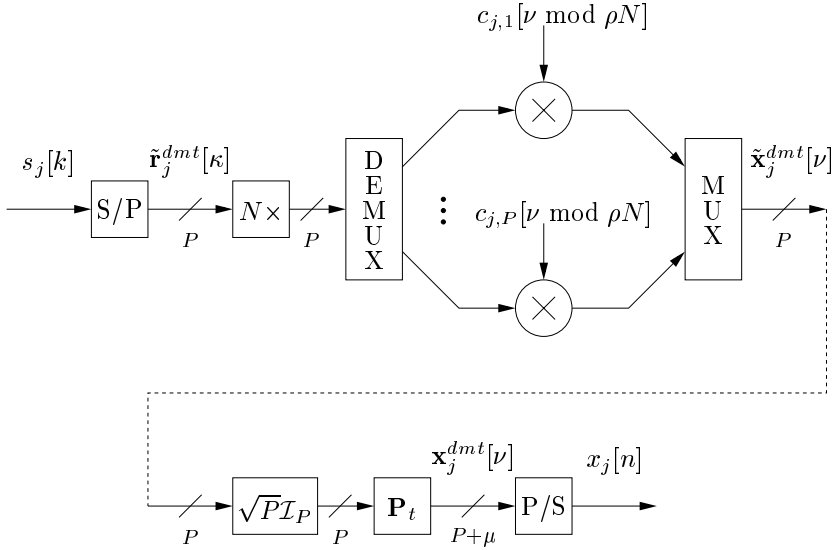 c_{j,1}[ν mod ρN]
s_j[k]
r̃_j^{dmt}[κ]
x̃_j^{dmt}[ν]
S/P
N×
D
E
M
U
X
⋮
c_{j,P}[ν mod ρN]
M
U
X
P
P
P
x_j^{dmt}[ν]
x_j[n]
√P 𝓘_P
P_t
P/S
P
P
P+μ